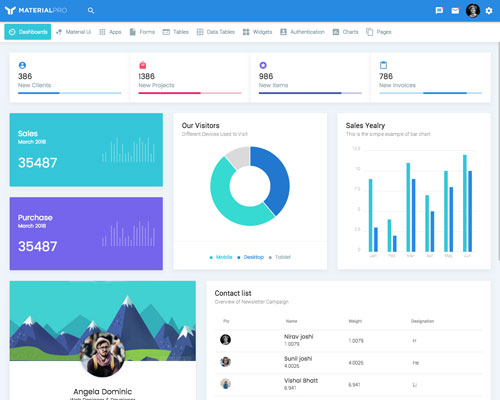 MATERIALPRO
Dashboards
Material Ui
Apps
Forms
Tables
Data Tables
Widgets
Authentication
Charts
Pages
386
New Clients
1386
New Projects
986
New Items
786
New Invoices
Sales
March 2018
35487
Purchase
March 2018
35487
Our Visitors
Different Devices Used to Visit
Mobile
Desktop
Tablet
Sales Yealry
This is the simple example of bar chart
12.5
10
7.5
5
2.5
0
Jan
Feb
Mar
Apr
May
Jun
Angela Dominic
Web Designer & Developer
Contact list
Overview of Newsletter Campaign
Pic
Name
Weight
Designation
Nirav joshi
1.0079
1.0079
H
Sunil joshi
4.0026
4.0026
He
Vishal Bhatt
6.941
6.941
Li